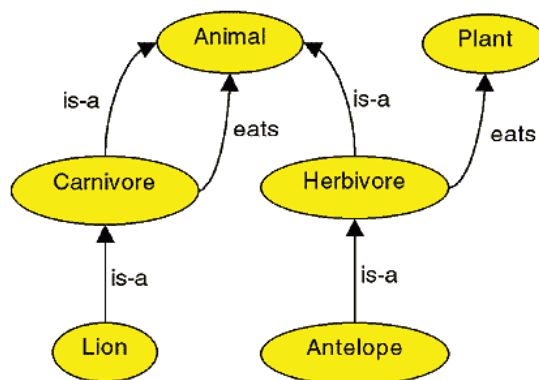 Animal
Plant
is-a
is-a
eats
eats
Carnivore
Herbivore
is-a
is-a
Lion
Antelope